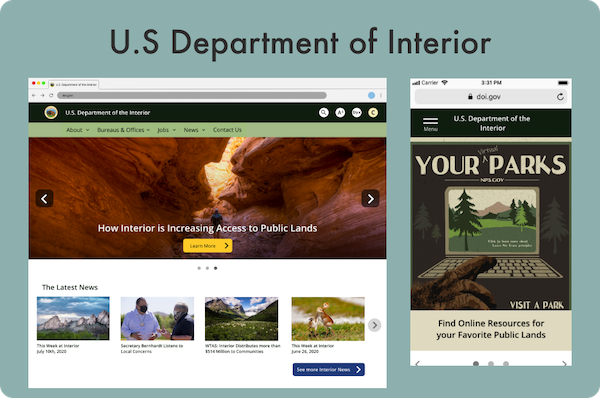 U.S Department of Interior
U.S. Department of the Interior
doi.gov
U.S. Department of the Interior
A+
C
About
Bureaus & Offices
Jobs
News
Contact Us
How Interior is Increasing Access to Public Lands
Learn More
The Latest News
This Week at Interior
July 10th, 2020
Secretary Bernhardt Listens to
Local Concerns
WTAS: Interior Distributes more than
$514 Million to Communities
This Week at Interior
June 26, 2020
See more Interior News
Carrier
3:31 PM
doi.gov
Menu
U.S. Department of the
Interior
Virtual
YOUR PARKS
NPS.GOV
VISIT A PARK
Find Online Resources for
your Favorite Public Lands